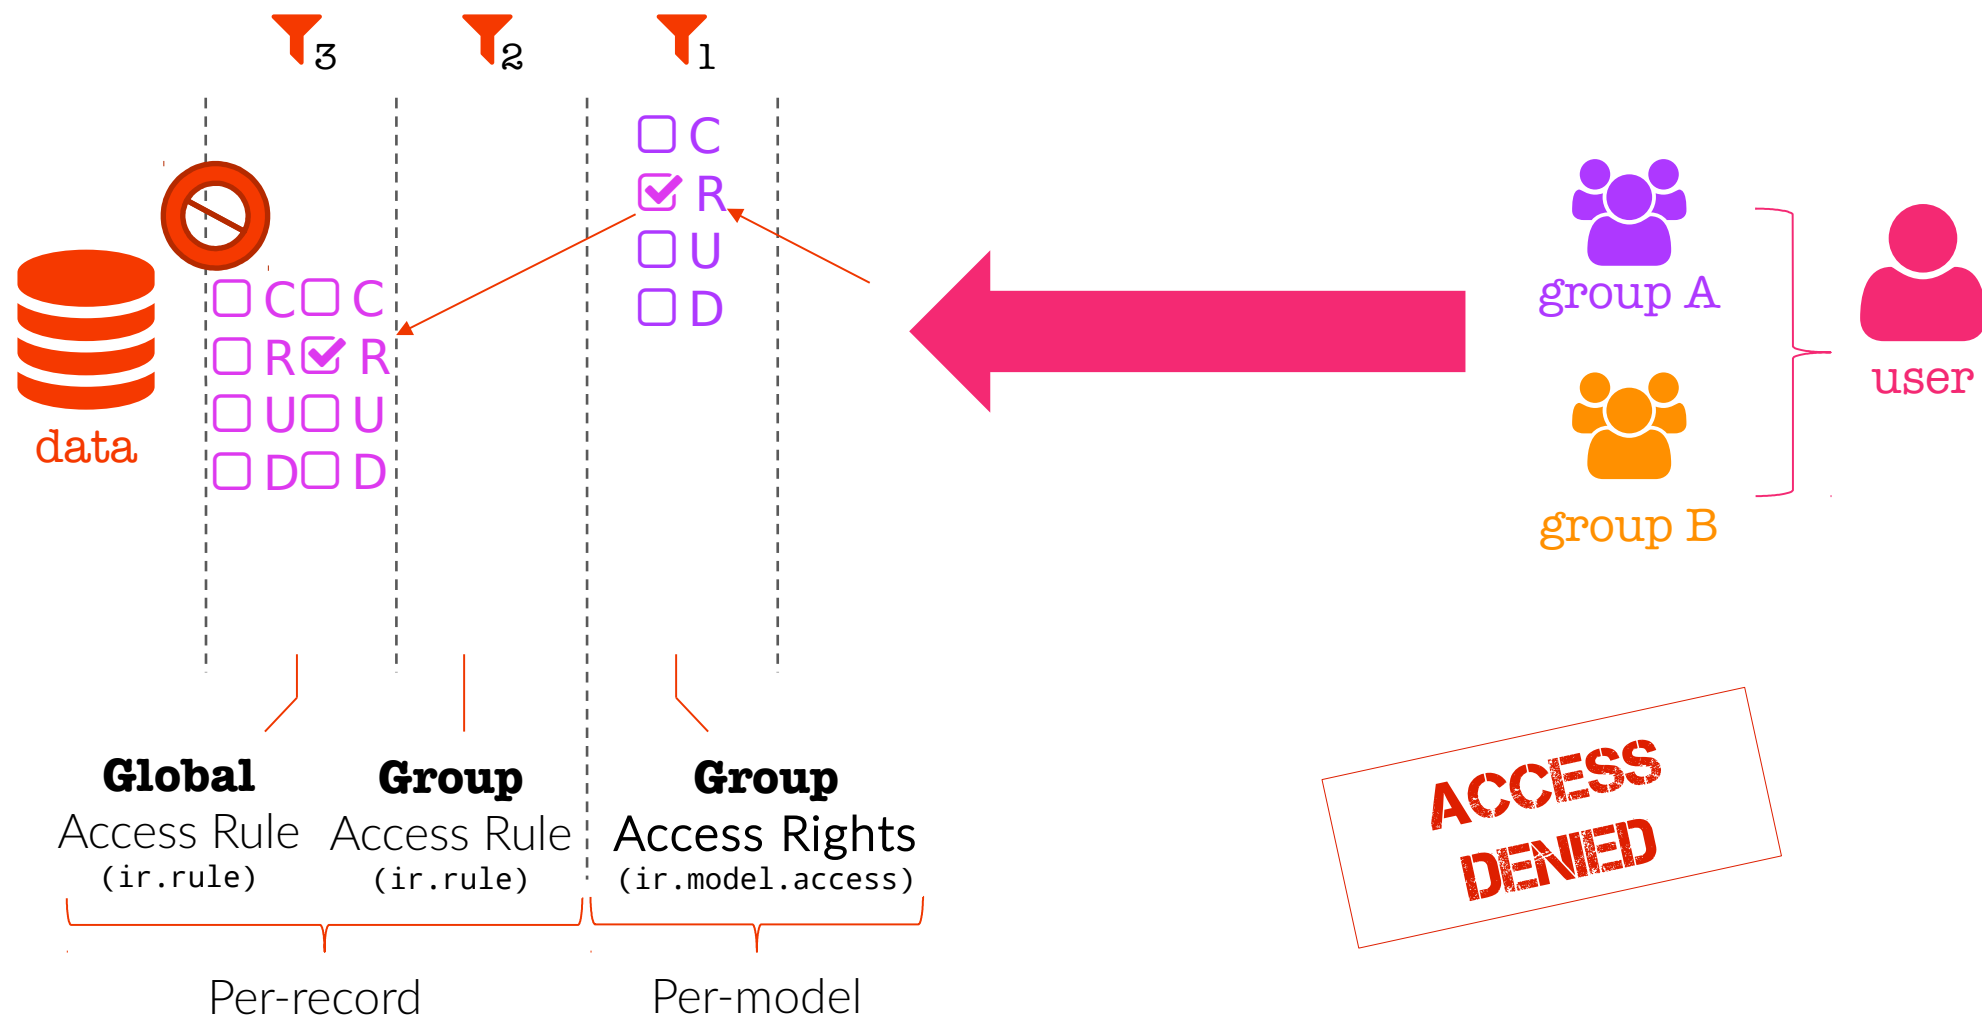 3
2
1
C
R
U
D
C C
R R
U U
D D
data
group A
group B
user
Global
Access Rule
(ir.rule)
Group
Access Rule
(ir.rule)
Group
Access Rights
(ir.model.access)
Per-record
Per-model
ACCESS
DENIED